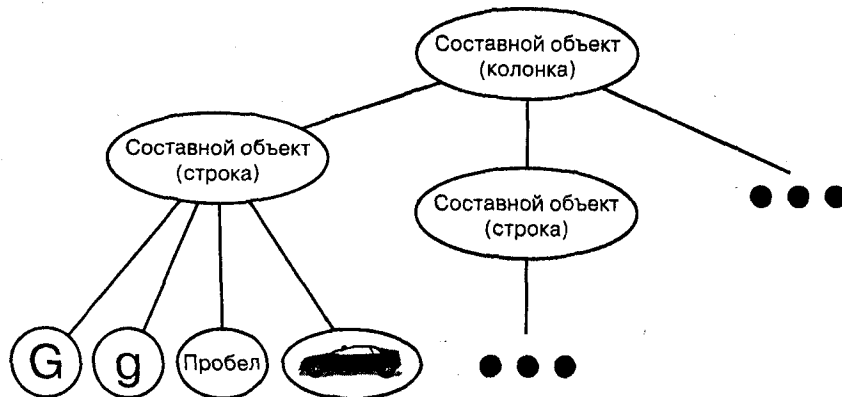 Составной объект
(колонка)
Составной объект
(строка)
Составной объект
(строка)
G g Пробел